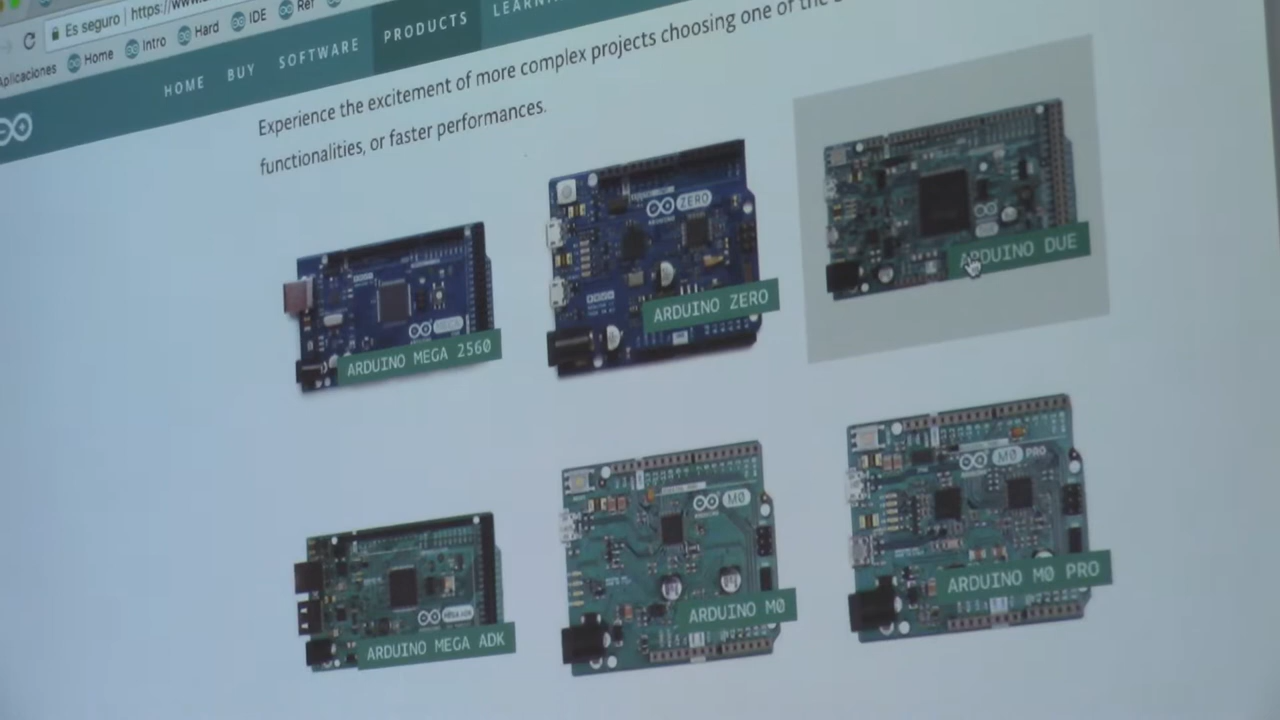 Es seguro | https://www.
Aplicaciones Home Intro Hard IDE Ref
HOME BUY SOFTWARE PRODUCTS
Experience the excitement of more complex projects choosing one of the
functionalities, or faster performances.
ZERO
ARDUINO MEGA 2560
ARDUINO ZERO
ARDUINO DUE
M0
M0 PRO
MEGA ADK
ARDUINO MEGA ADK
ARDUINO M0
ARDUINO M0 PRO